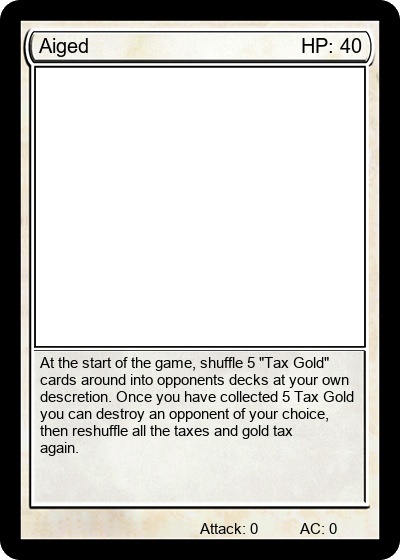 Aiged HP: 40
At the start of the game, shuffle 5 "Tax Gold"
cards around into opponents decks at your own
descretion. Once you have collected 5 Tax Gold
you can destroy an opponent of your choice,
then reshuffle all the taxes and gold tax
again.
Attack: 0 AC: 0